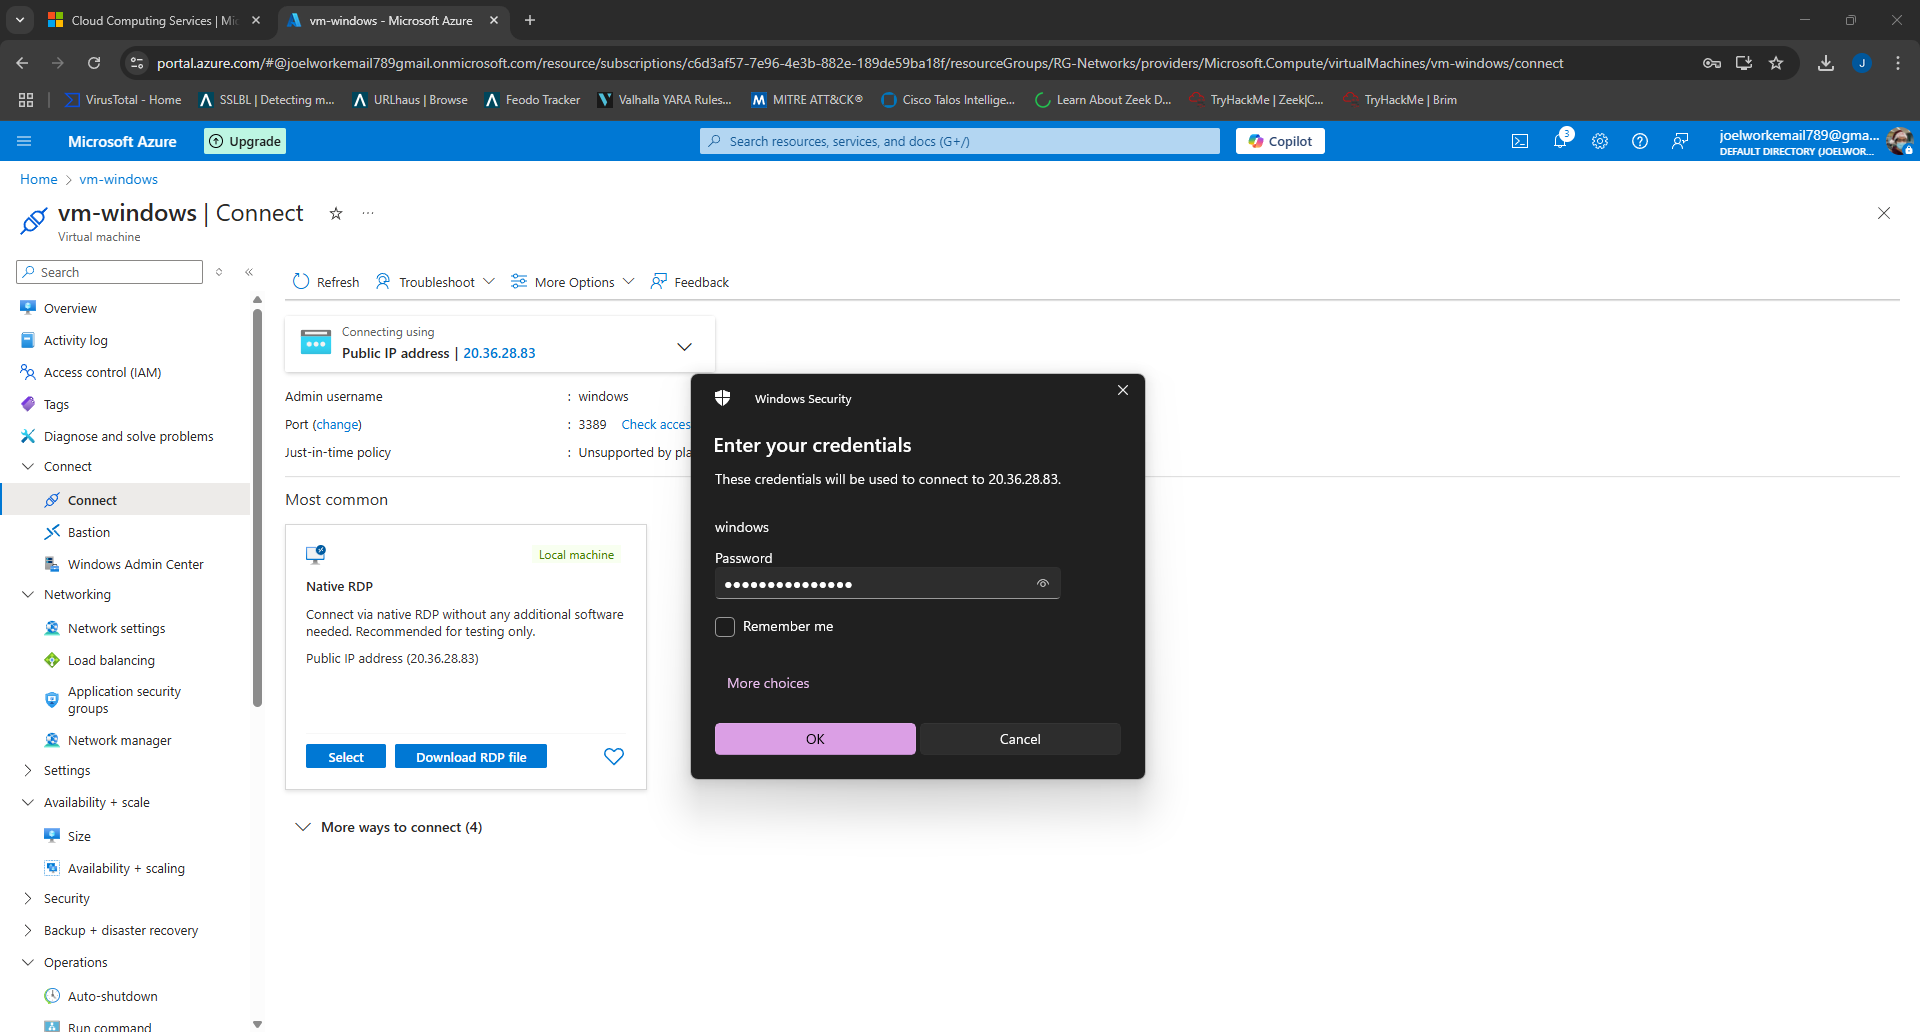 Cloud Computing Services | Mic
vm-windows - Microsoft Azure
portal.azure.com/#@joelworkemail789gmail.onmicrosoft.com/resource/subscriptions/c6d3af57-7e96-4e3b-882e-189de59ba18f/resourceGroups/RG-Networks/providers/Microsoft.Compute/virtualMachines/vm-windows/connect
J
VirusTotal - Home
SSLBL | Detecting m...
URLhaus | Browse
Feodo Tracker
Valhalla YARA Rules...
MITRE ATT&CK®
Cisco Talos Intellige...
Learn About Zeek D...
TryHackMe | Zeek|C...
TryHackMe | Brim
Microsoft Azure
Upgrade
Search resources, services, and docs (G+/)
Copilot
3
joelworkemail789@gma...
DEFAULT DIRECTORY (JOELWOR...
Home > vm-windows
vm-windows | Connect
Virtual machine
Search
Refresh
Troubleshoot
More Options
Feedback
Overview
Activity log
Access control (IAM)
Tags
Diagnose and solve problems
Connect
Connect
Bastion
Windows Admin Center
Networking
Network settings
Load balancing
Application security
groups
Network manager
Settings
Availability + scale
Size
Availability + scaling
Security
Backup + disaster recovery
Operations
Auto-shutdown
Run command
Connecting using
Public IP address | 20.36.28.83
Admin username : windows
Port (change) : 3389 Check acces
Just-in-time policy : Unsupported by pla
Most common
Local machine
Native RDP
Connect via native RDP without any additional software
needed. Recommended for testing only.
Public IP address (20.36.28.83)
Select
Download RDP file
More ways to connect (4)
Windows Security
Enter your credentials
These credentials will be used to connect to 20.36.28.83.
windows
Password
Remember me
More choices
OK
Cancel